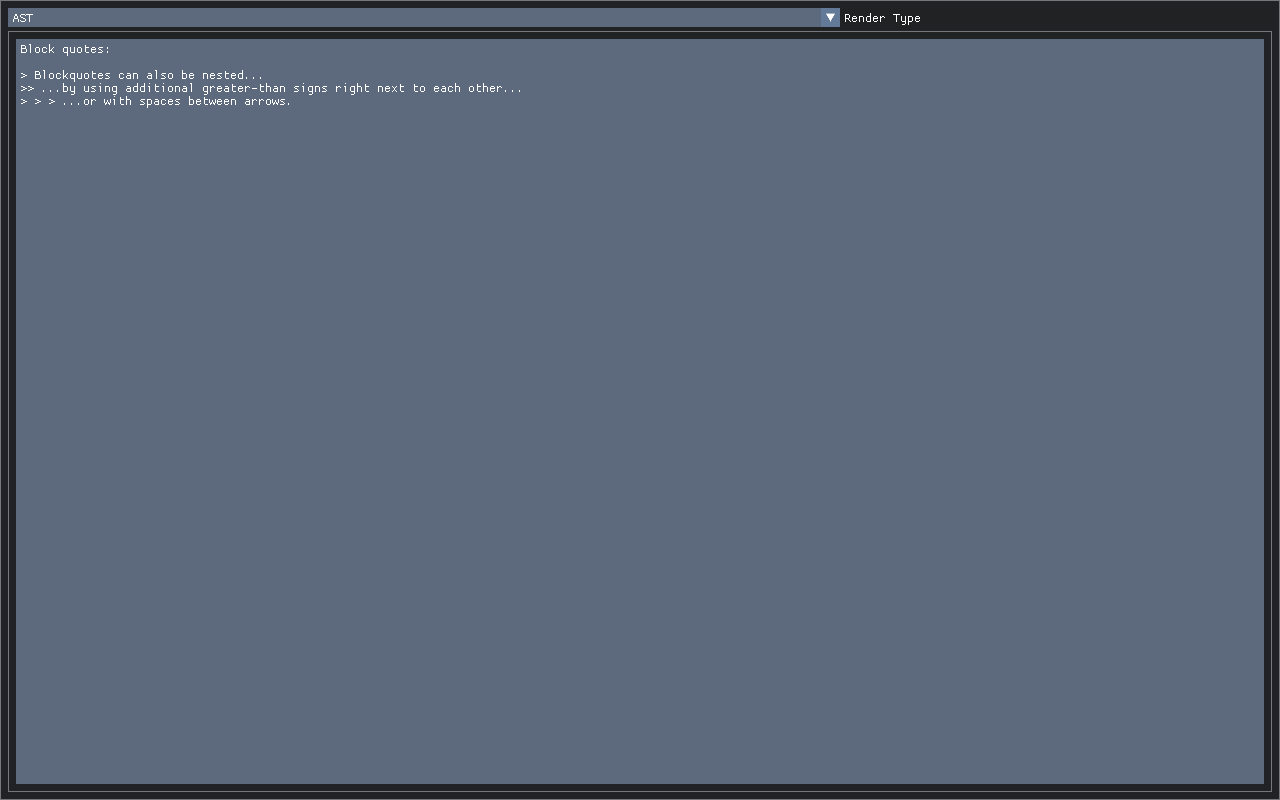 AST
Render Type
Block quotes:
> Blockquotes can also be nested...
>> ...by using additional greater-than signs right next to each other...
> > > ...or with spaces between arrows.